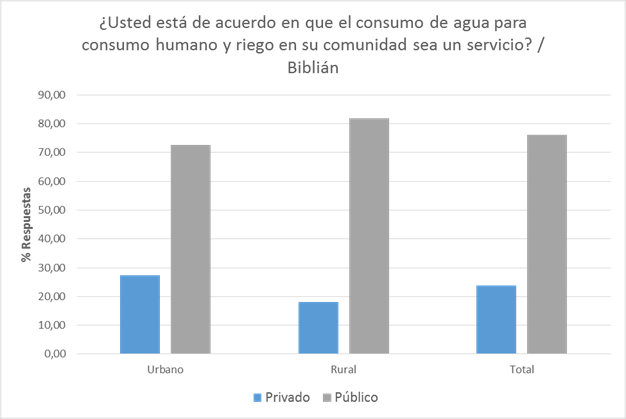 ¿Usted está de acuerdo en que el consumo de agua para
consumo humano y riego en su comunidad sea un servicio? /
Biblián
90,00
80,00
70,00
60,00
50,00
40,00
30,00
20,00
10,00
0,00
% Respuestas
Urbano Rural Total
Privado Público